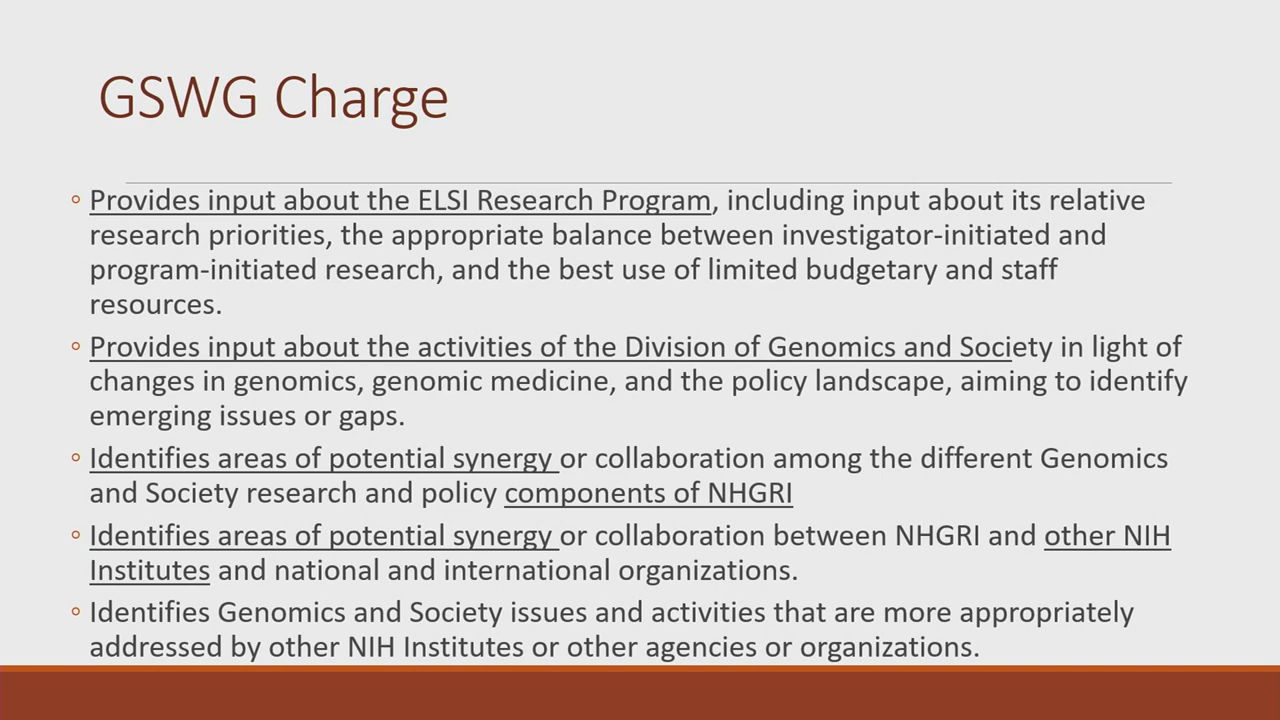 GSWG Charge
◦ Provides input about the ELSI Research Program, including input about its relative
research priorities, the appropriate balance between investigator-initiated and
program-initiated research, and the best use of limited budgetary and staff
resources.
◦ Provides input about the activities of the Division of Genomics and Society in light of
changes in genomics, genomic medicine, and the policy landscape, aiming to identify
emerging issues or gaps.
◦ Identifies areas of potential synergy or collaboration among the different Genomics
and Society research and policy components of NHGRI
◦ Identifies areas of potential synergy or collaboration between NHGRI and other NIH
Institutes and national and international organizations.
◦ Identifies Genomics and Society issues and activities that are more appropriately
addressed by other NIH Institutes or other agencies or organizations.